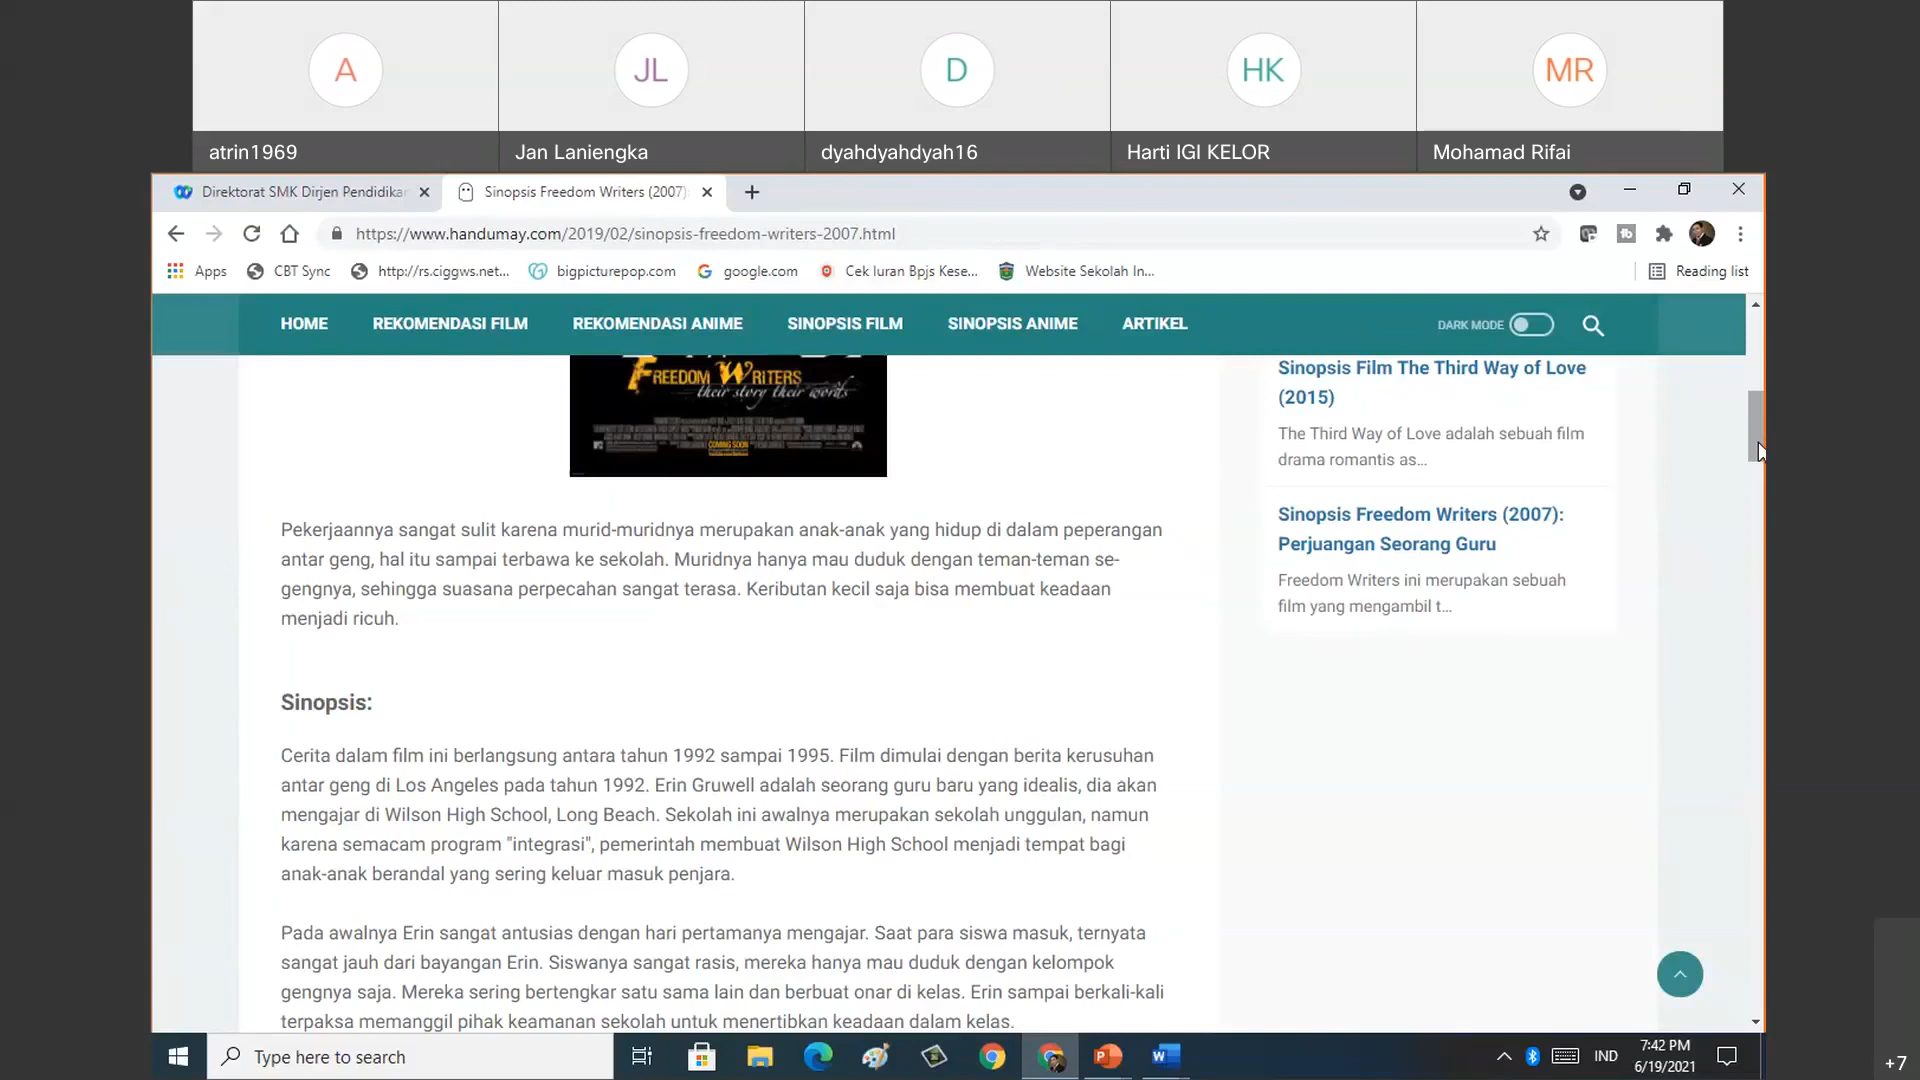 A
JL
D
HK
MR
atrin1969
Jan Laniengka
dyahdyahdyah16
Harti IGI KELOR
Mohamad Rifai
Direktorat SMK Dirjen Pendidika
Sinopsis Freedom Writers (2007)
https://www.handumay.com/2019/02/sinopsis-freedom-writers-2007.html
Apps
CBT Sync
http://rs.ciggws.net...
bigpicturepop.com
google.com
Cek Iuran Bpjs Kese...
Website Sekolah In...
Reading list
HOME
REKOMENDASI FILM
REKOMENDASI ANIME
SINOPSIS FILM
SINOPSIS ANIME
ARTIKEL
DARK MODE
FREEDOM WRITERS
their story their words
COMING SOON
Pekerjaannya sangat sulit karena murid-muridnya merupakan anak-anak yang hidup di dalam peperangan
antar geng, hal itu sampai terbawa ke sekolah. Muridnya hanya mau duduk dengan teman-teman se-
gengnya, sehingga suasana perpecahan sangat terasa. Keributan kecil saja bisa membuat keadaan
menjadi ricuh.
Sinopsis:
Cerita dalam film ini berlangsung antara tahun 1992 sampai 1995. Film dimulai dengan berita kerusuhan
antar geng di Los Angeles pada tahun 1992. Erin Gruwell adalah seorang guru baru yang idealis, dia akan
mengajar di Wilson High School, Long Beach. Sekolah ini awalnya merupakan sekolah unggulan, namun
karena semacam program "integrasi", pemerintah membuat Wilson High School menjadi tempat bagi
anak-anak berandal yang sering keluar masuk penjara.
Pada awalnya Erin sangat antusias dengan hari pertamanya mengajar. Saat para siswa masuk, ternyata
sangat jauh dari bayangan Erin. Siswanya sangat rasis, mereka hanya mau duduk dengan kelompok
gengnya saja. Mereka sering bertengkar satu sama lain dan berbuat onar di kelas. Erin sampai berkali-kali
terpaksa memanggil pihak keamanan sekolah untuk menertibkan keadaan dalam kelas.
Sinopsis Film The Third Way of Love
(2015)
The Third Way of Love adalah sebuah film
drama romantis as...
Sinopsis Freedom Writers (2007):
Perjuangan Seorang Guru
Freedom Writers ini merupakan sebuah
film yang mengambil t...
Type here to search
IND
7:42 PM
6/19/2021
+7